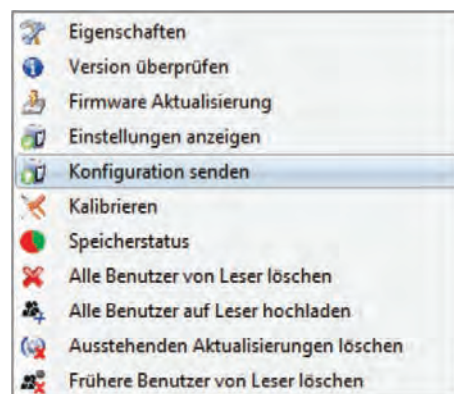 Eigenschaften
Version überprüfen
Firmware Aktualisierung
Einstellungen anzeigen
Konfiguration senden
Kalibrieren
Speicherstatus
Alle Benutzer von Leser löschen
Alle Benutzer auf Leser hochladen
Ausstehenden Aktualisierungen löschen
Frühere Benutzer von Leser löschen